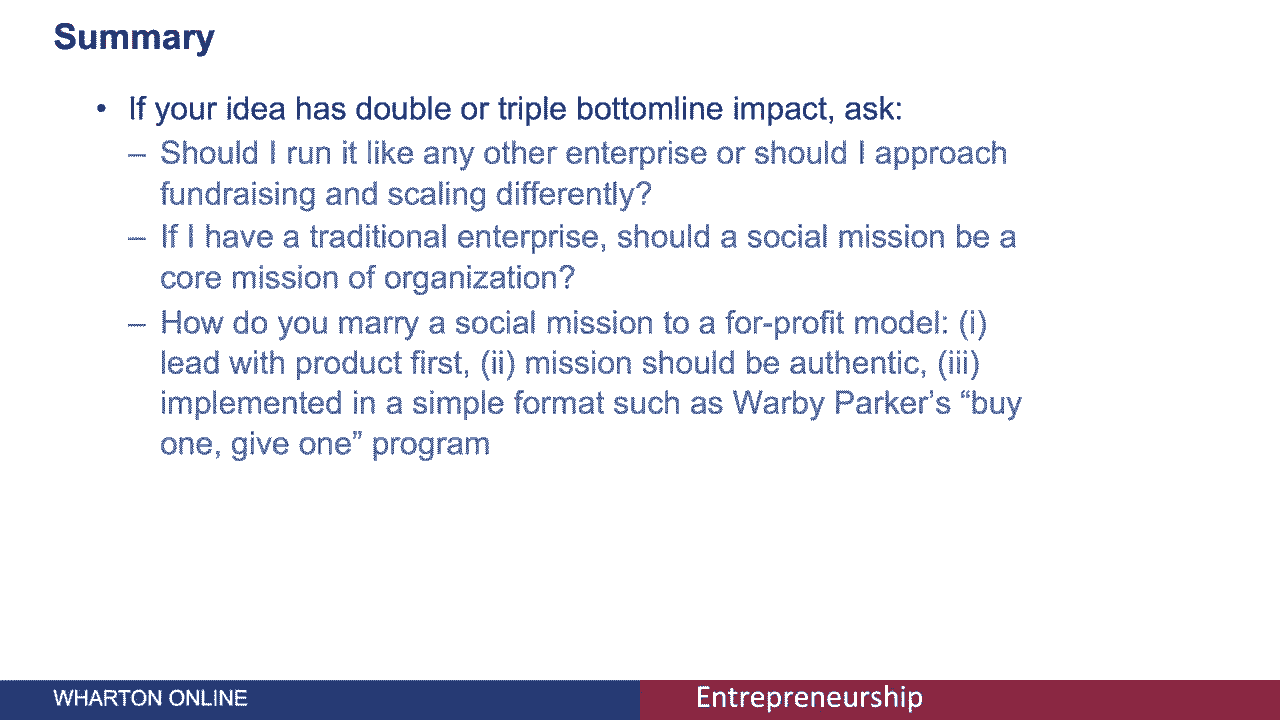 Summary
• If your idea has double or triple bottomline impact, ask:
– Should I run it like any other enterprise or should I approach
fundraising and scaling differently?
– If I have a traditional enterprise, should a social mission be a
core mission of organization?
– How do you marry a social mission to a for-profit model: (i)
lead with product first, (ii) mission should be authentic, (iii)
implemented in a simple format such as Warby Parker’s “buy
one, give one” program
WHARTON ONLINE
Entrepreneurship